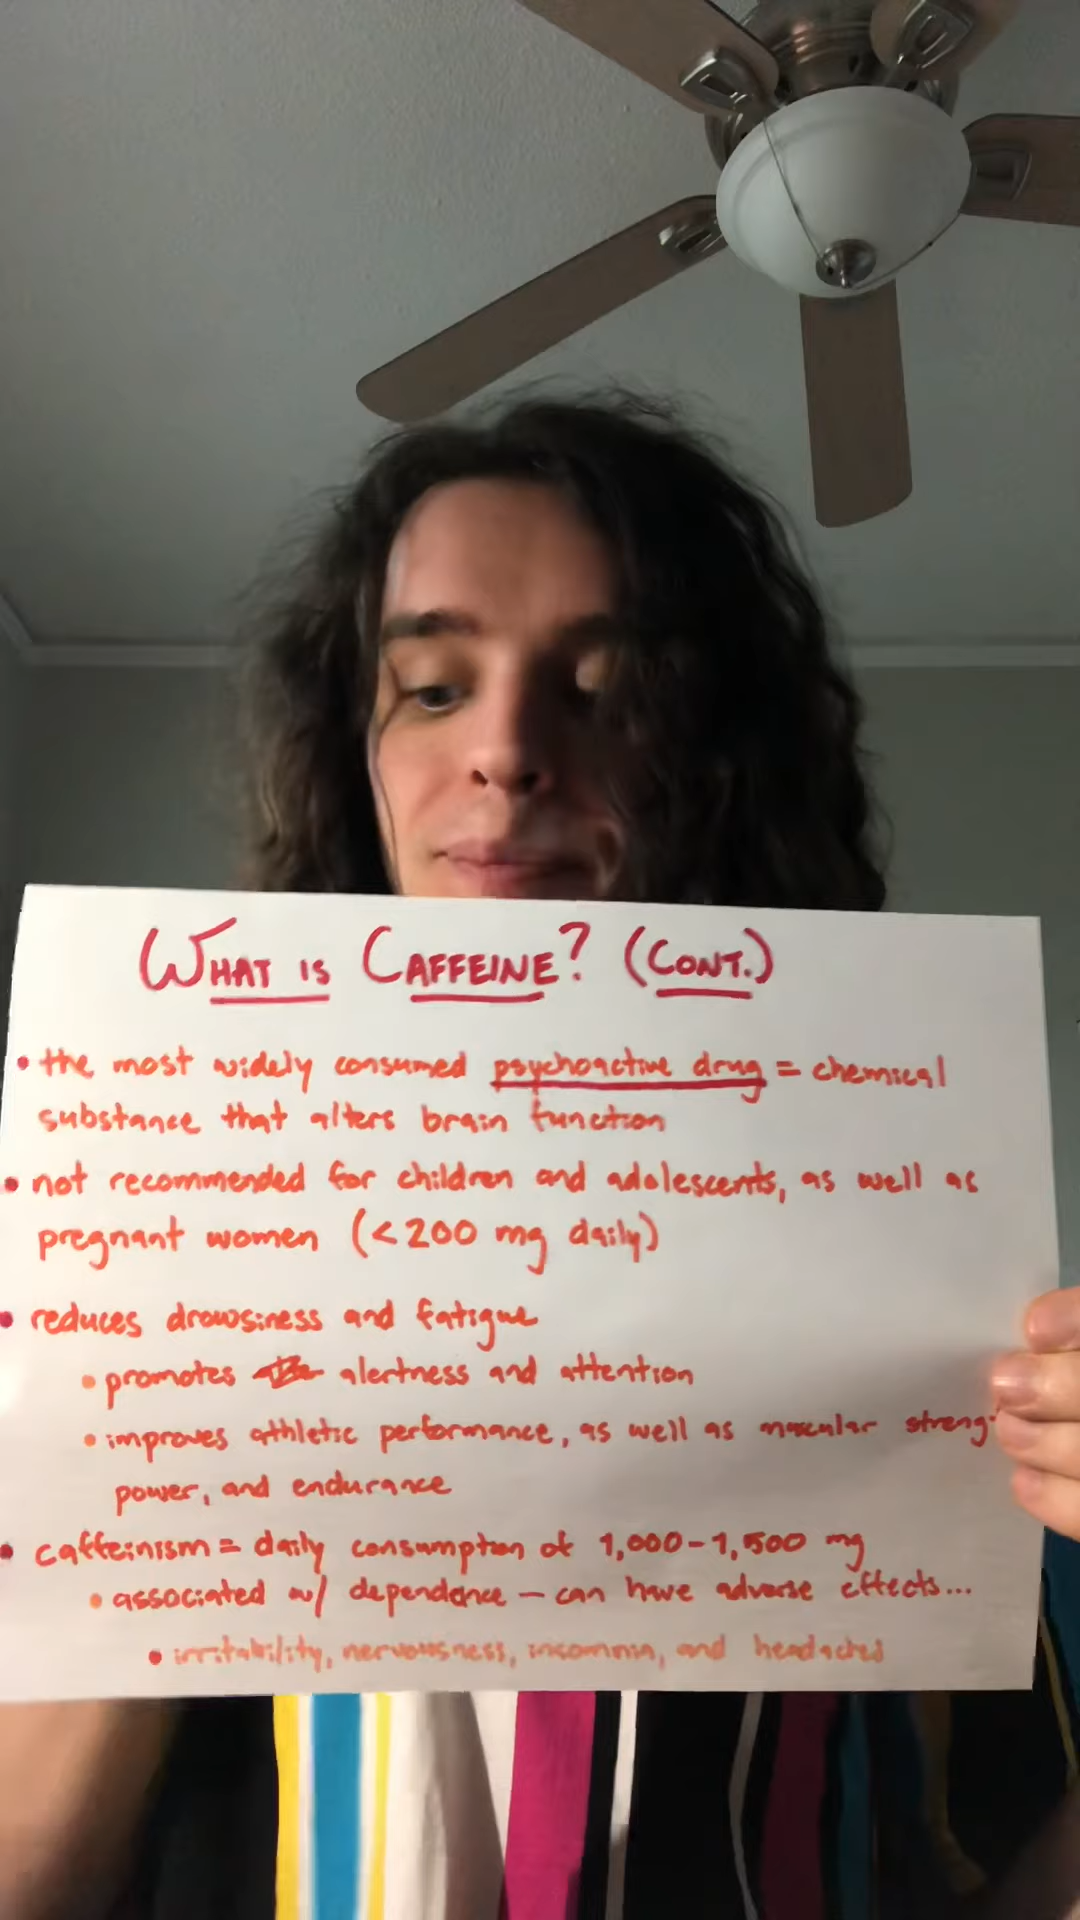 WHAT IS CAFFEINE? (CONT.)
• the most widely consumed psychoactive drug = chemical
substance that alters brain function
• not recommended for children and adolescents, as well as
pregnant women (<200 mg daily)
• reduces drowsiness and fatigue
• promotes alertness and attention
• improves athletic performance, as well as muscular streng
power, and endurance
• caffeinism = daily consumption of 1,000-1,500 mg
• associated w/ dependence - can have adverse effects...
• irritability, nervousness, insomnia, and headaches